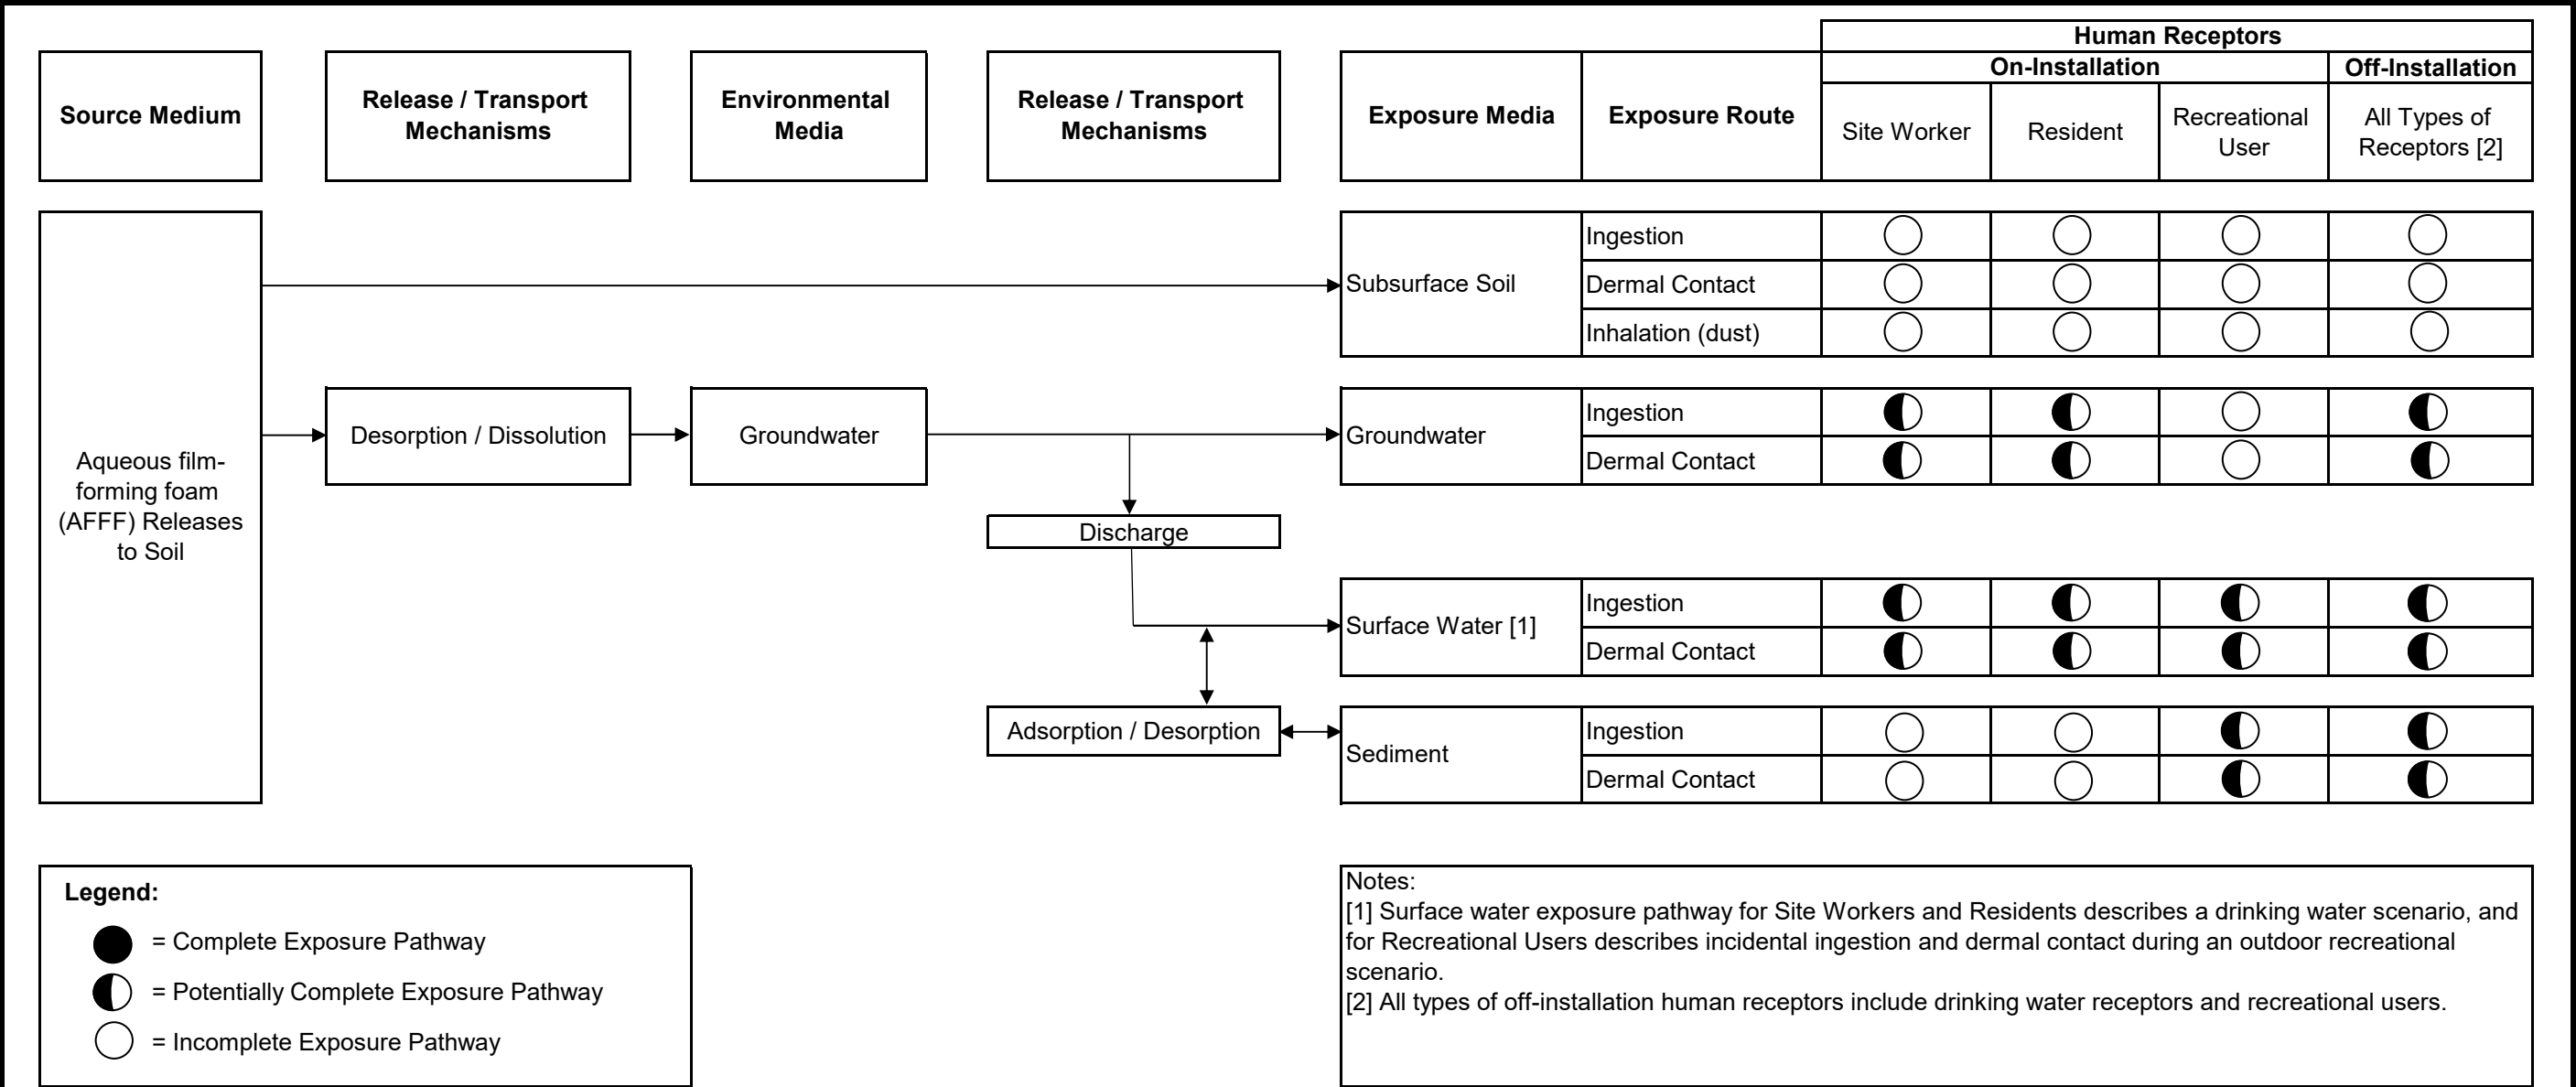 Human Receptors
On-Installation
Off-Installation
Source Medium
Release / Transport
Mechanisms
Environmental
Media
Release / Transport
Mechanisms
Exposure Media
Exposure Route
Site Worker
Resident
Recreational
User
All Types of
Receptors [2]
Aqueous film-
forming foam
(AFFF) Releases
to Soil
Subsurface Soil
Ingestion
Dermal Contact
Inhalation (dust)
Desorption / Dissolution
Groundwater
Groundwater
Ingestion
Dermal Contact
Discharge
Surface Water [1]
Ingestion
Dermal Contact
Adsorption / Desorption
Sediment
Ingestion
Dermal Contact
Legend:
= Complete Exposure Pathway
= Potentially Complete Exposure Pathway
= Incomplete Exposure Pathway
Notes:
[1] Surface water exposure pathway for Site Workers and Residents describes a drinking water scenario, and
for Recreational Users describes incidental ingestion and dermal contact during an outdoor recreational
scenario.
[2] All types of off-installation human receptors include drinking water receptors and recreational users.